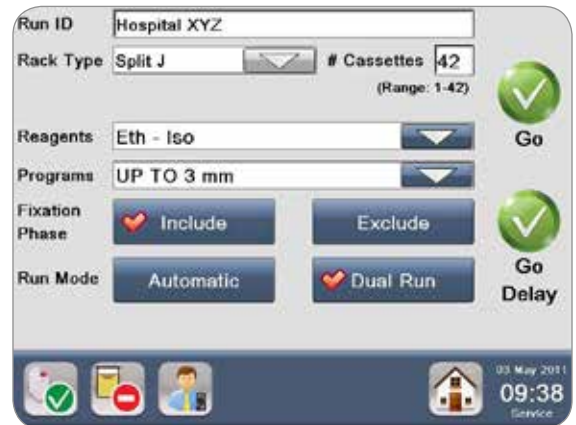 Run ID Hospital XYZ
Rack Type Split J # Cassettes 42
(Range: 1-42)
Go
Reagents Eth - Iso
Programs UP TO 3 mm
Fixation Phase Include Exclude
Run Mode Automatic Dual Run
Go Delay
03 May 2011
09:38
Service